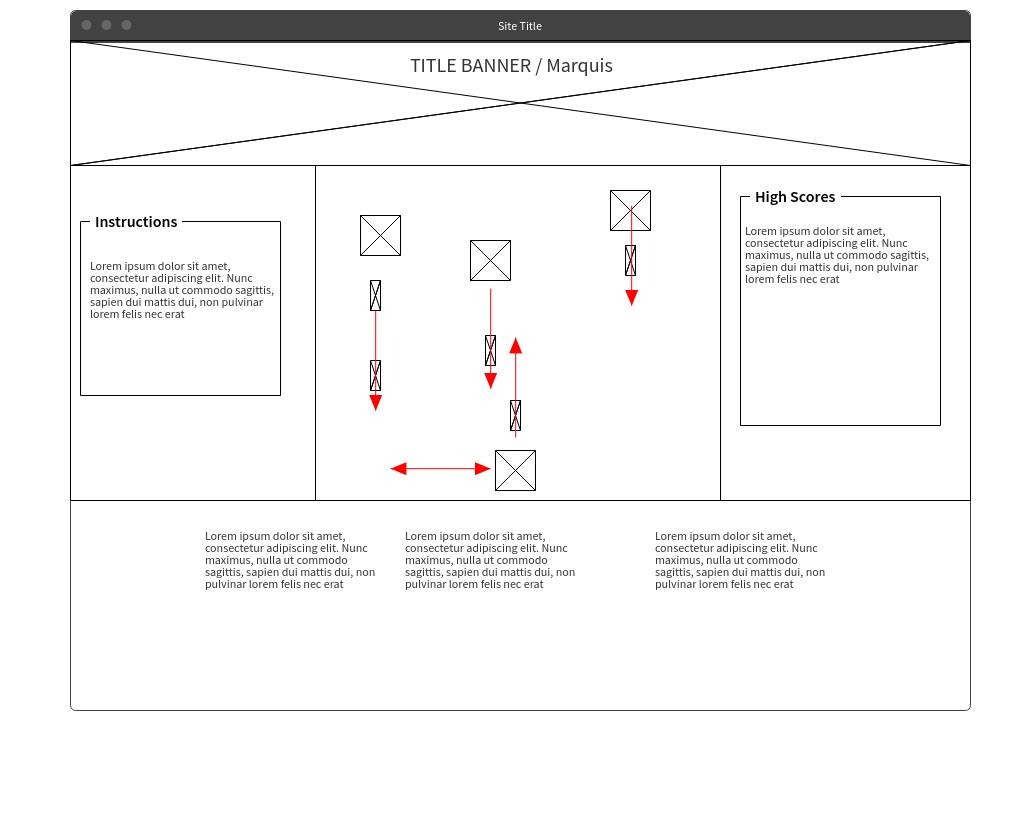 Site Title
TITLE BANNER / Marquis
Instructions
Lorem ipsum dolor sit amet,
consectetur adipiscing elit. Nunc
maximus, nulla ut commodo sagittis,
sapien dui mattis dui, non pulvinar
lorem felis nec erat
High Scores
Lorem ipsum dolor sit amet,
consectetur adipiscing elit. Nunc
maximus, nulla ut commodo sagittis,
sapien dui mattis dui, non pulvinar
lorem felis nec erat
Lorem ipsum dolor sit amet,
consectetur adipiscing elit. Nunc
maximus, nulla ut commodo
sagittis, sapien dui mattis dui, non
pulvinar lorem felis nec erat
Lorem ipsum dolor sit amet,
consectetur adipiscing elit. Nunc
maximus, nulla ut commodo
sagittis, sapien dui mattis dui, non
pulvinar lorem felis nec erat
Lorem ipsum dolor sit amet,
consectetur adipiscing elit. Nunc
maximus, nulla ut commodo
sagittis, sapien dui mattis dui, non
pulvinar lorem felis nec erat